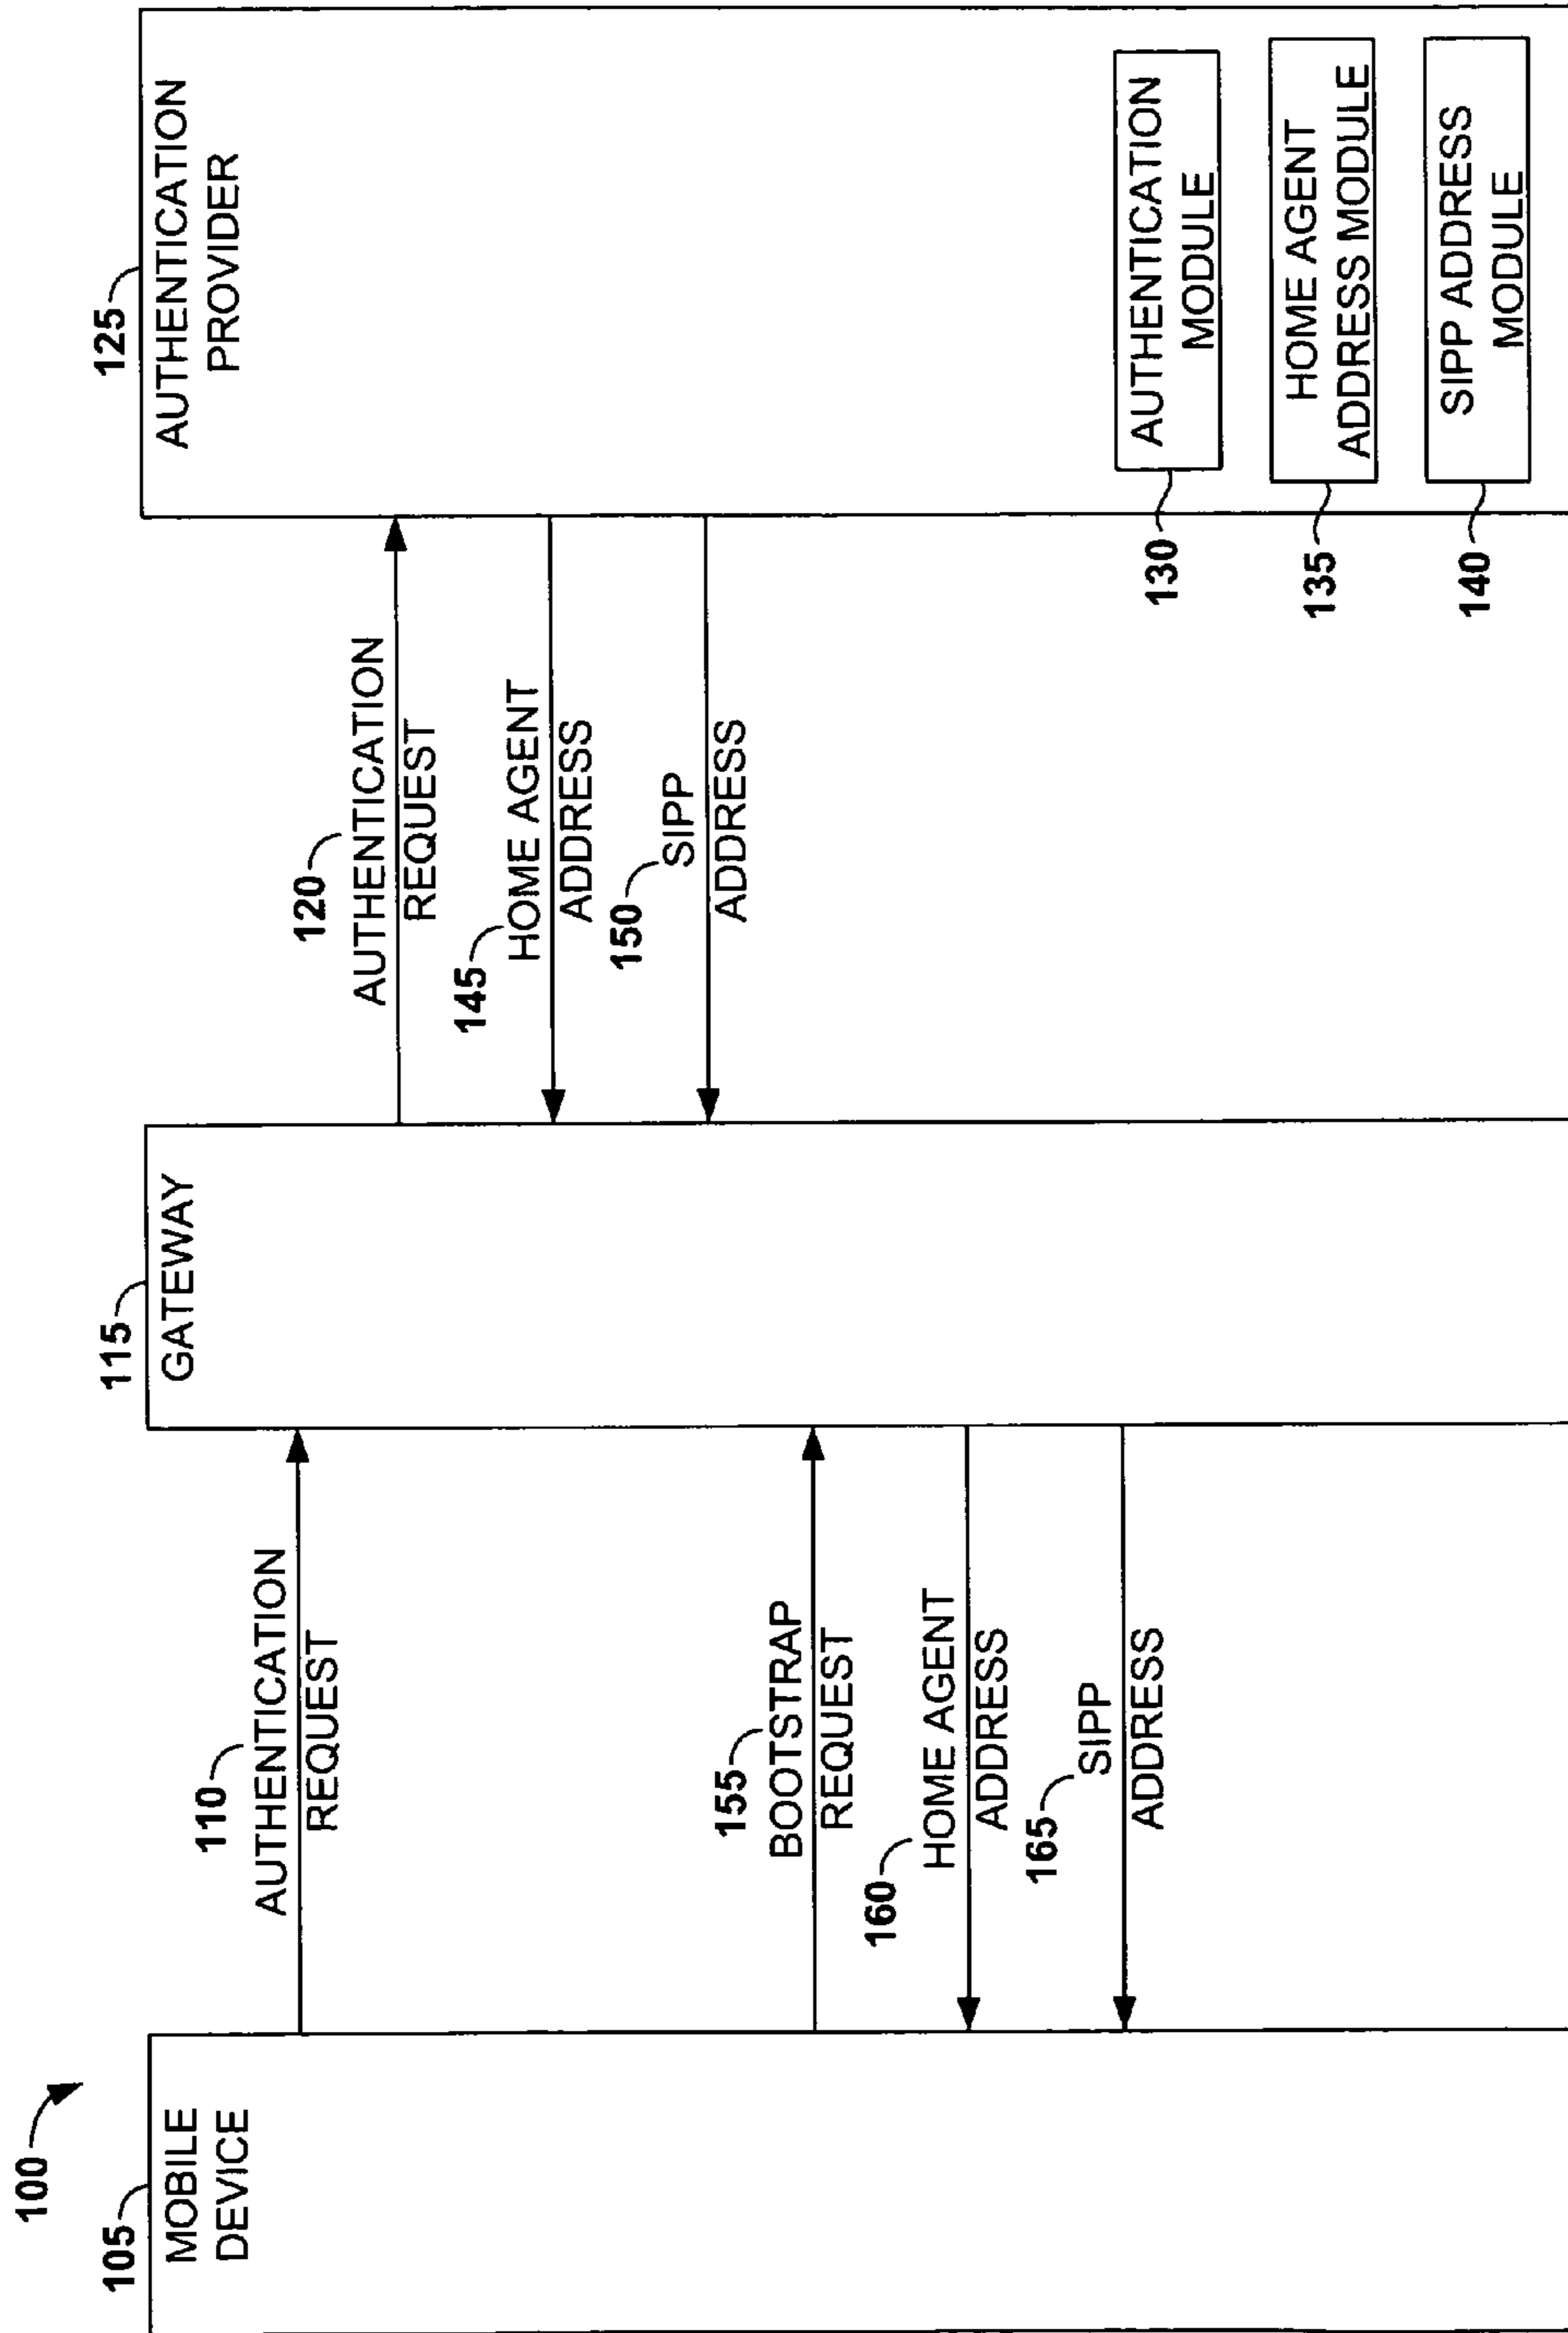 100
105
MOBILE
DEVICE
115
GATEWAY
125
AUTHENTICATION
PROVIDER
110
AUTHENTICATION
REQUEST
120
AUTHENTICATION
REQUEST
145
HOME AGENT
ADDRESS
150
SIPP
ADDRESS
155
BOOTSTRAP
REQUEST
160
HOME AGENT
ADDRESS
165
SIPP
ADDRESS
130
AUTHENTICATION
MODULE
135
HOME AGENT
ADDRESS MODULE
140
SIPP ADDRESS
MODULE